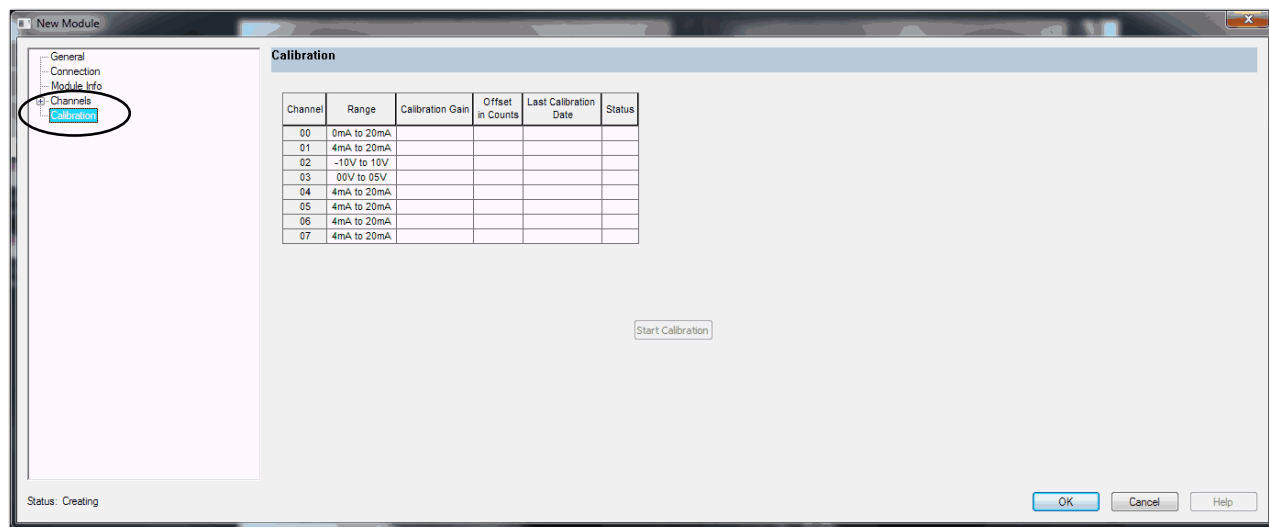 New Module
General
Connection
Module Info
Channels
Calibration
Calibration
Channel Range Calibration Gain Offset in Counts Last Calibration Date Status
00 0mA to 20mA
01 4mA to 20mA
02 -10V to 10V
03 00V to 05V
04 4mA to 20mA
05 4mA to 20mA
06 4mA to 20mA
07 4mA to 20mA
Start Calibration
Status: Creating
OK Cancel Help